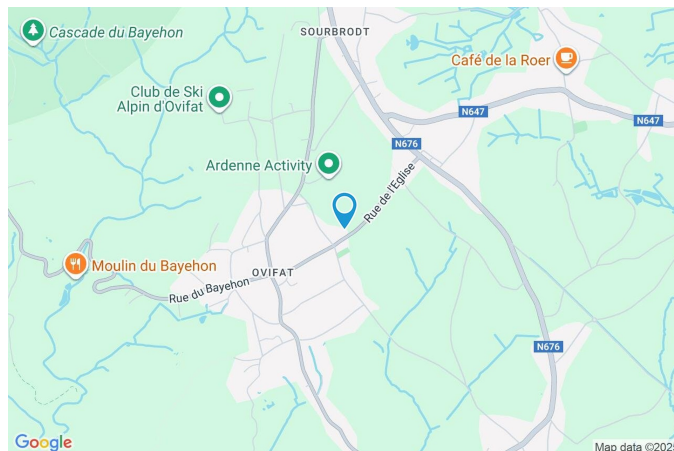 Cascade du Bayehon
SOURBRODT
Café de la Roer
Club de Ski
Alpin d'Ovifat
N647
N647
N676
Ardenne Activity
Rue de l'Eglise
Moulin du Bayehon
OVIFAT
Rue du Bayehon
N676
Google
Map data ©2025